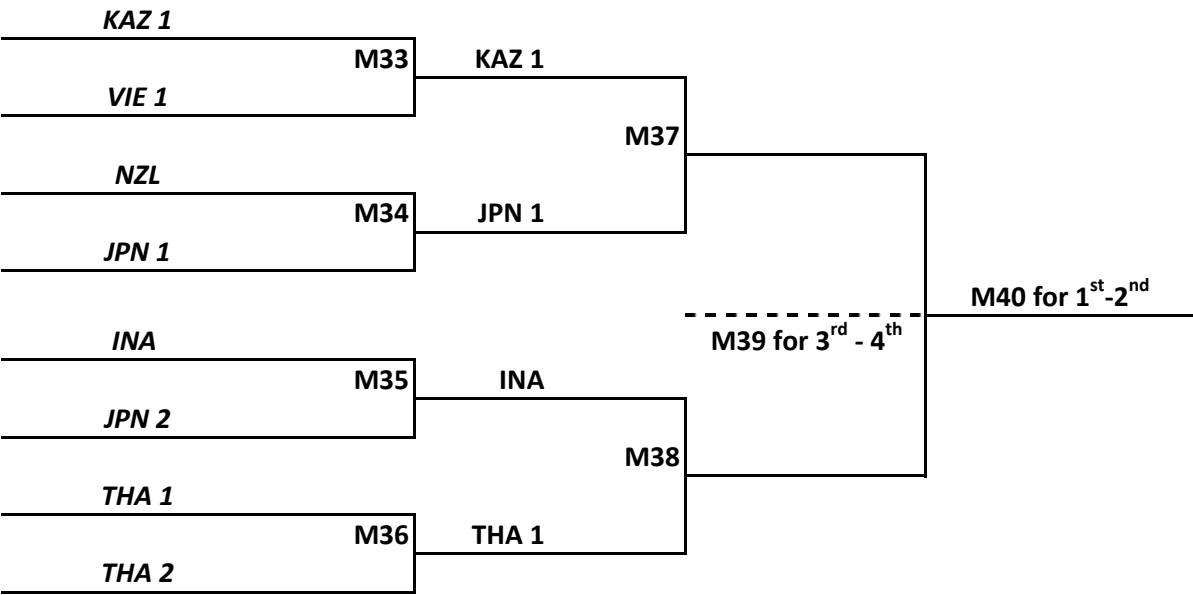 KAZ 1
M33 KAZ 1
VIE 1
M37
NZL
M34 JPN 1
JPN 1
M40 for 1st-2nd
INA M39 for 3rd - 4th
M35 INA
JPN 2
M38
THA 1
M36 THA 1
THA 2